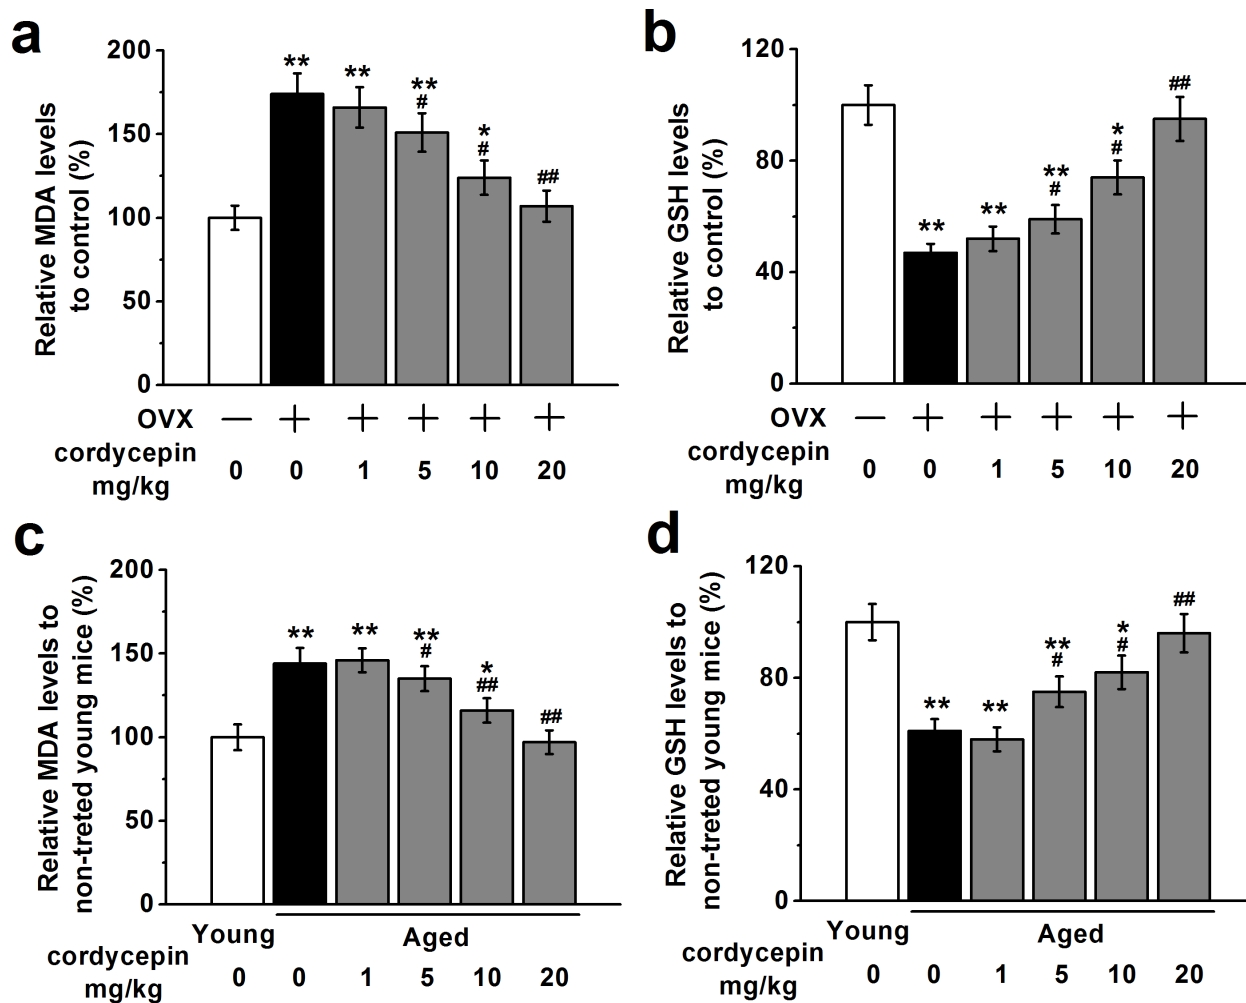 a
Relative MDA levels
to control (%)
200
150
100
50
0
** ** ** # * # ##
OVX — + + + + +
cordycepin
mg/kg
0 0 1 5 10 20
b
Relative GSH levels
to control (%)
120
80
40
0
** ** ** # * # ##
OVX — + + + + +
cordycepin
mg/kg
0 0 1 5 10 20
c
Relative MDA levels to
non-treted young mice (%)
200
150
100
50
0
** ** ** # * ## ##
Young Aged
cordycepin
mg/kg
0 0 1 5 10 20
d
Relative GSH levels to
non-treted young mice (%)
120
80
40
0
** ** ** # * # ##
Young Aged
cordycepin
mg/kg
0 0 1 5 10 20